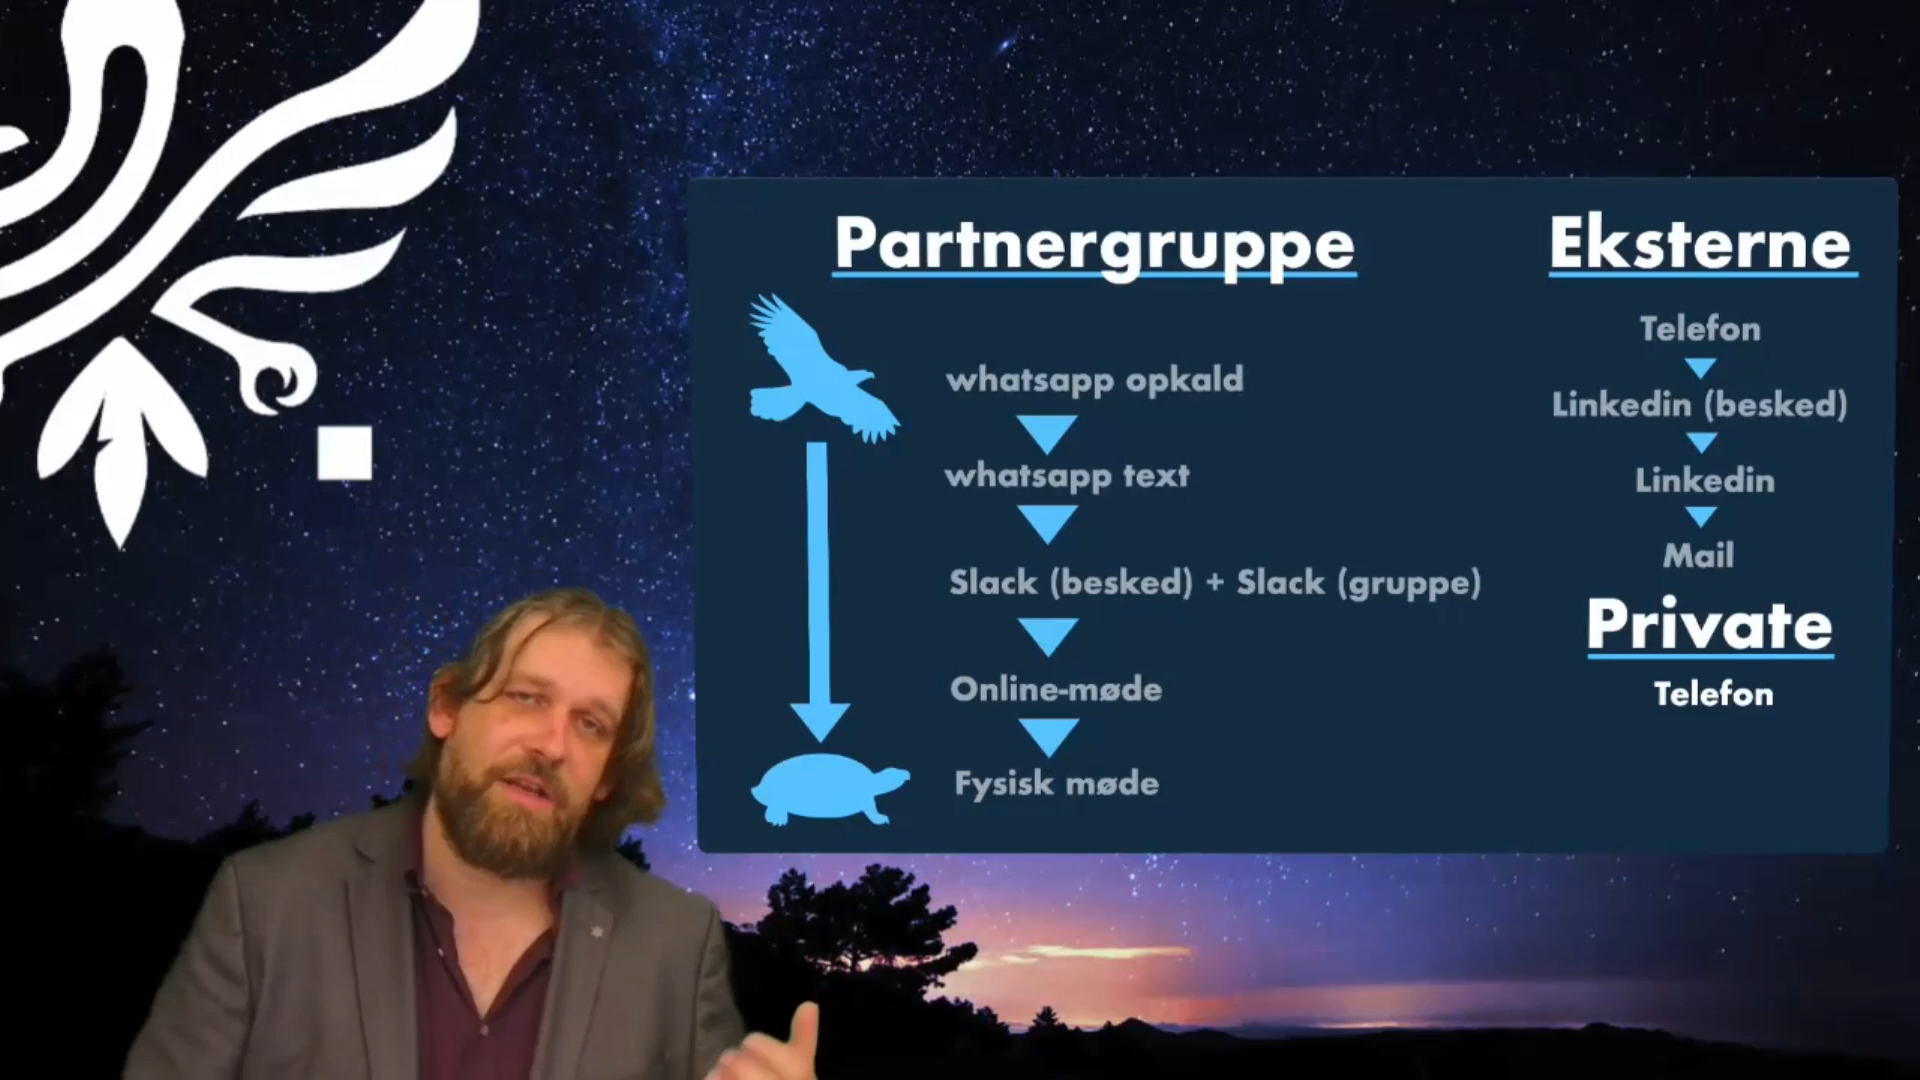 Partnergruppe
whatsapp opkald
whatsapp text
Slack (besked) + Slack (gruppe)
Online-møde
Fysisk møde
Eksterne
Telefon
Linkedin (besked)
Linkedin
Mail
Private
Telefon